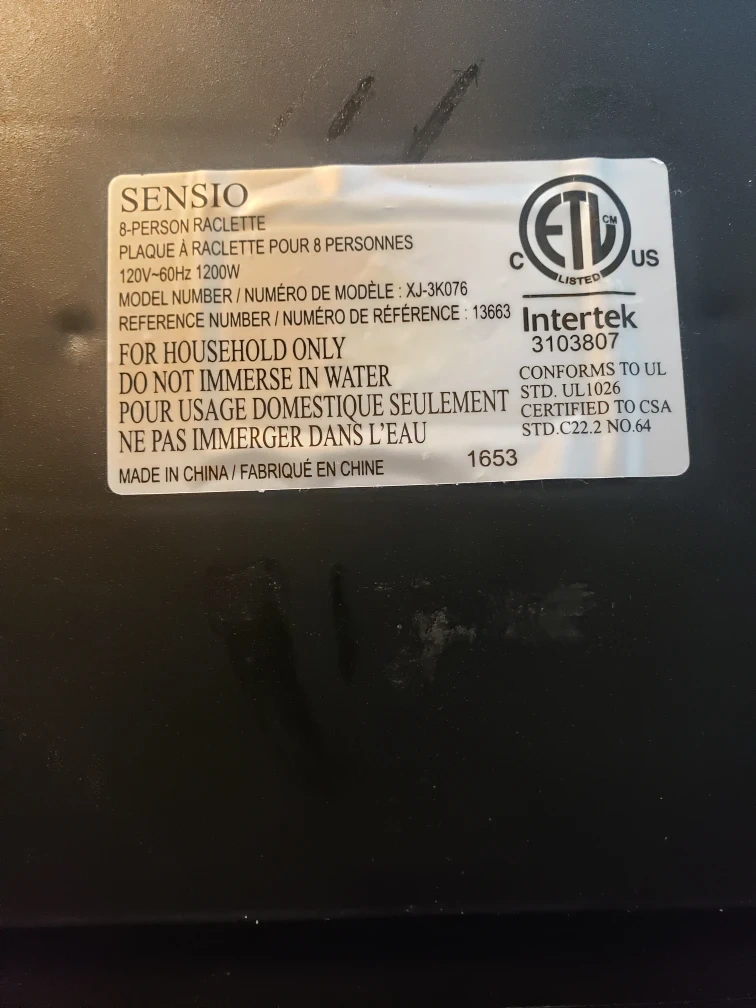 SENSIO
8-PERSON RACLETTE
PLAQUE À RACLETTE POUR 8 PERSONNES
120V~60Hz 1200W
MODEL NUMBER / NUMÉRO DE MODÈLE : XJ-3K076
REFERENCE NUMBER / NUMÉRO DE RÉFÉRENCE : 13663
FOR HOUSEHOLD ONLY
DO NOT IMMERSE IN WATER
POUR USAGE DOMESTIQUE SEULEMENT
NE PAS IMMERGER DANS L'EAU
MADE IN CHINA / FABRIQUÉ EN CHINE
1653
ETL CM
C US
LISTED
Intertek
3103807
CONFORMS TO UL
STD. UL1026
CERTIFIED TO CSA
STD.C22.2 NO.64